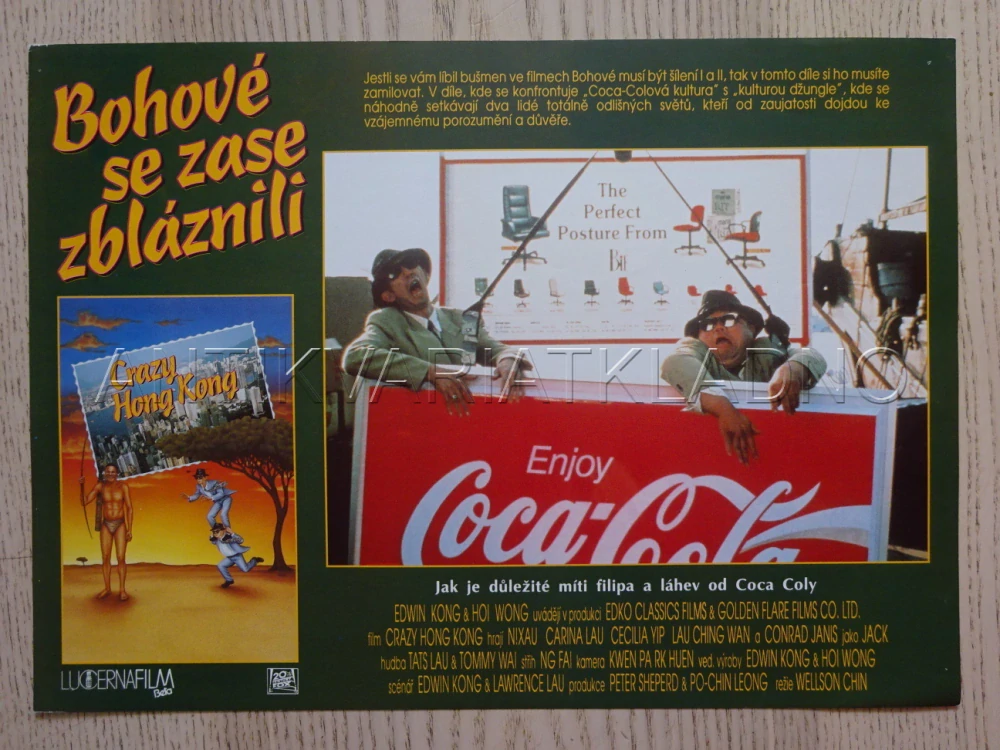 Bohové
se zase
zbláznili
Jestli se vám líbil bušmen ve filmech Bohové musí být šílení I a II, tak v tomto díle si ho musíte
zamilovat. V díle, kde se konfrontuje „Coca-Colová kultura" s „kulturou džungle", kde se
náhodně setkávají dva lidé totálně odlišných světů, kteří od zaujatosti dojdou ke
vzájemnému porozumění a důvěře.
The
Perfect
Posture From
Crazy
Hong Kong
ANTIKVARIATKLADNO
Enjoy
Coca-Cola
Jak je důležité míti filipa a láhev od Coca Coly
EDWIN KONG & HOI WONG uvádějí v produkci EDKO CLASSICS FILMS & GOLDEN FLARE FILMS CO. LTD.
film CRAZY HONG KONG hrají NIXAU CARINA LAU CECILIA YIP LAU CHING WAN a CONRAD JANIS jako JACK
hudba TATS LAU & TOMMY WAI střih NG FAI kamera KWEN PA RK HUEN ved. výroby EDWIN KONG & HOI WONG
scénář EDWIN KONG & LAWRENCE LAU produkce PETER SHEPERD & PO-CHIN LEONG režie WELLSON CHIN
LUCERNAFILM
Beta
20th
CENTURY
FOX